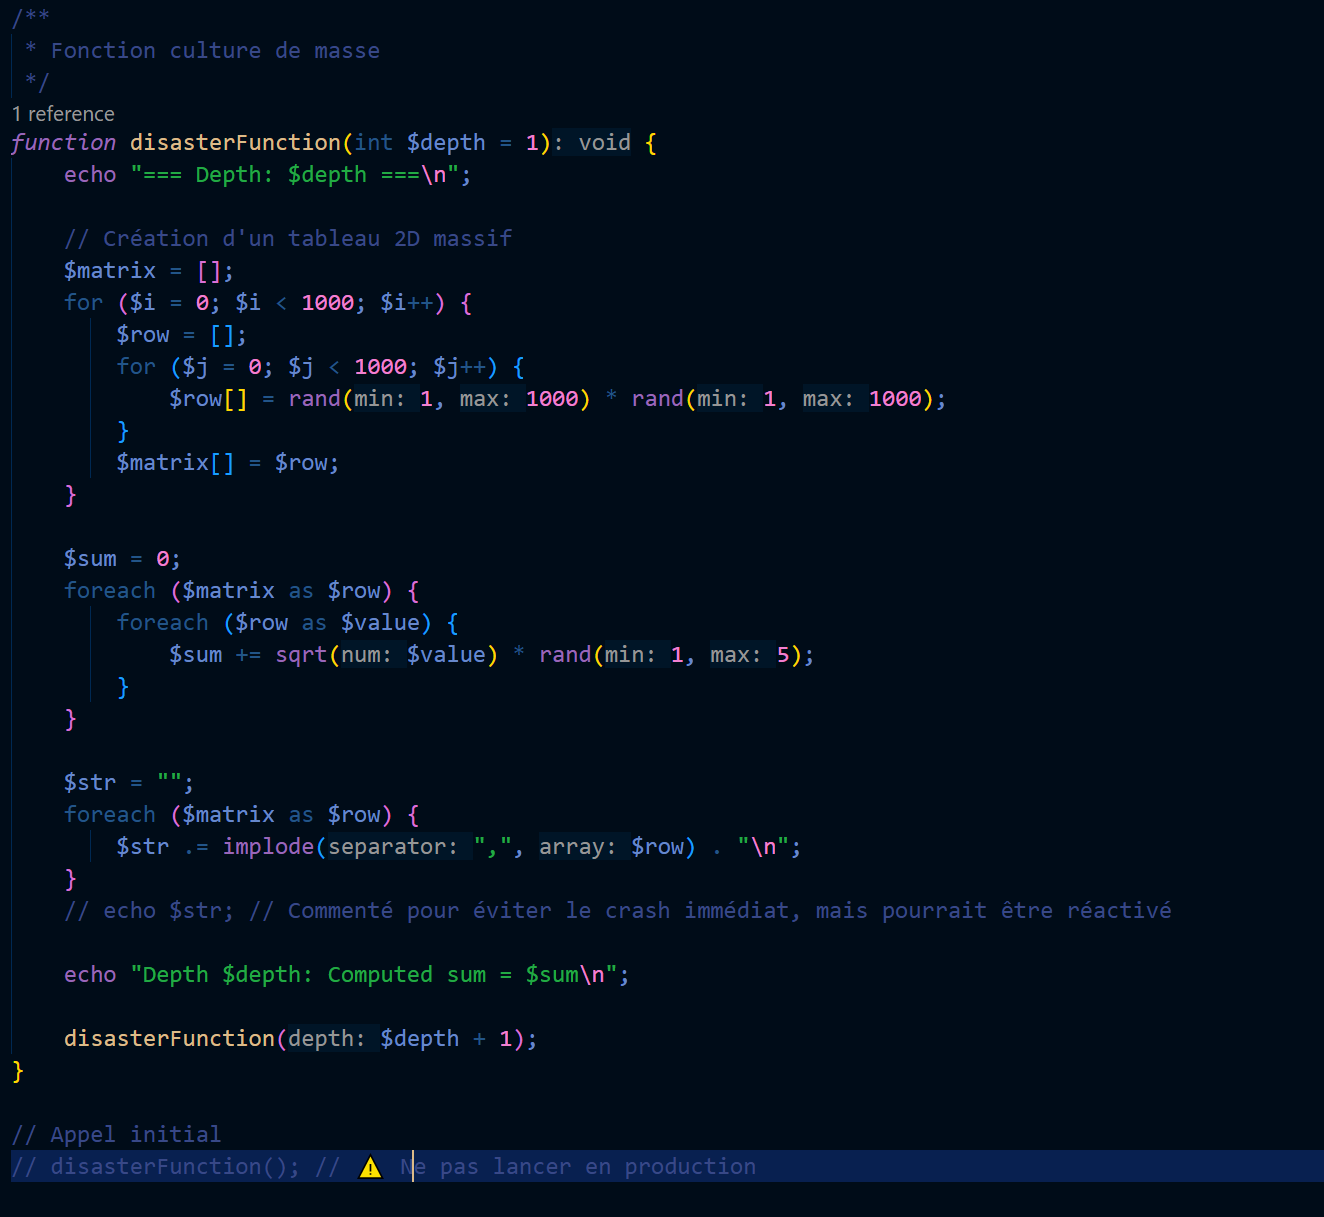 /**
 * Fonction culture de masse
 */
1 reference
function disasterFunction(int $depth = 1): void {
    echo "=== Depth: $depth ===\n";

    // Création d'un tableau 2D massif
    $matrix = [];
    for ($i = 0; $i < 1000; $i++) {
        $row = [];
        for ($j = 0; $j < 1000; $j++) {
            $row[] = rand(min: 1, max: 1000) * rand(min: 1, max: 1000);
        }
        $matrix[] = $row;
    }

    $sum = 0;
    foreach ($matrix as $row) {
        foreach ($row as $value) {
            $sum += sqrt(num: $value) * rand(min: 1, max: 5);
        }
    }

    $str = "";
    foreach ($matrix as $row) {
        $str .= implode(separator: ",", array: $row) . "\n";
    }
    // echo $str; // Commenté pour éviter le crash immédiat, mais pourrait être réactivé

    echo "Depth $depth: Computed sum = $sum\n";

    disasterFunction(depth: $depth + 1);
}

// Appel initial
// disasterFunction(); // ⚠️ Ne pas lancer en production